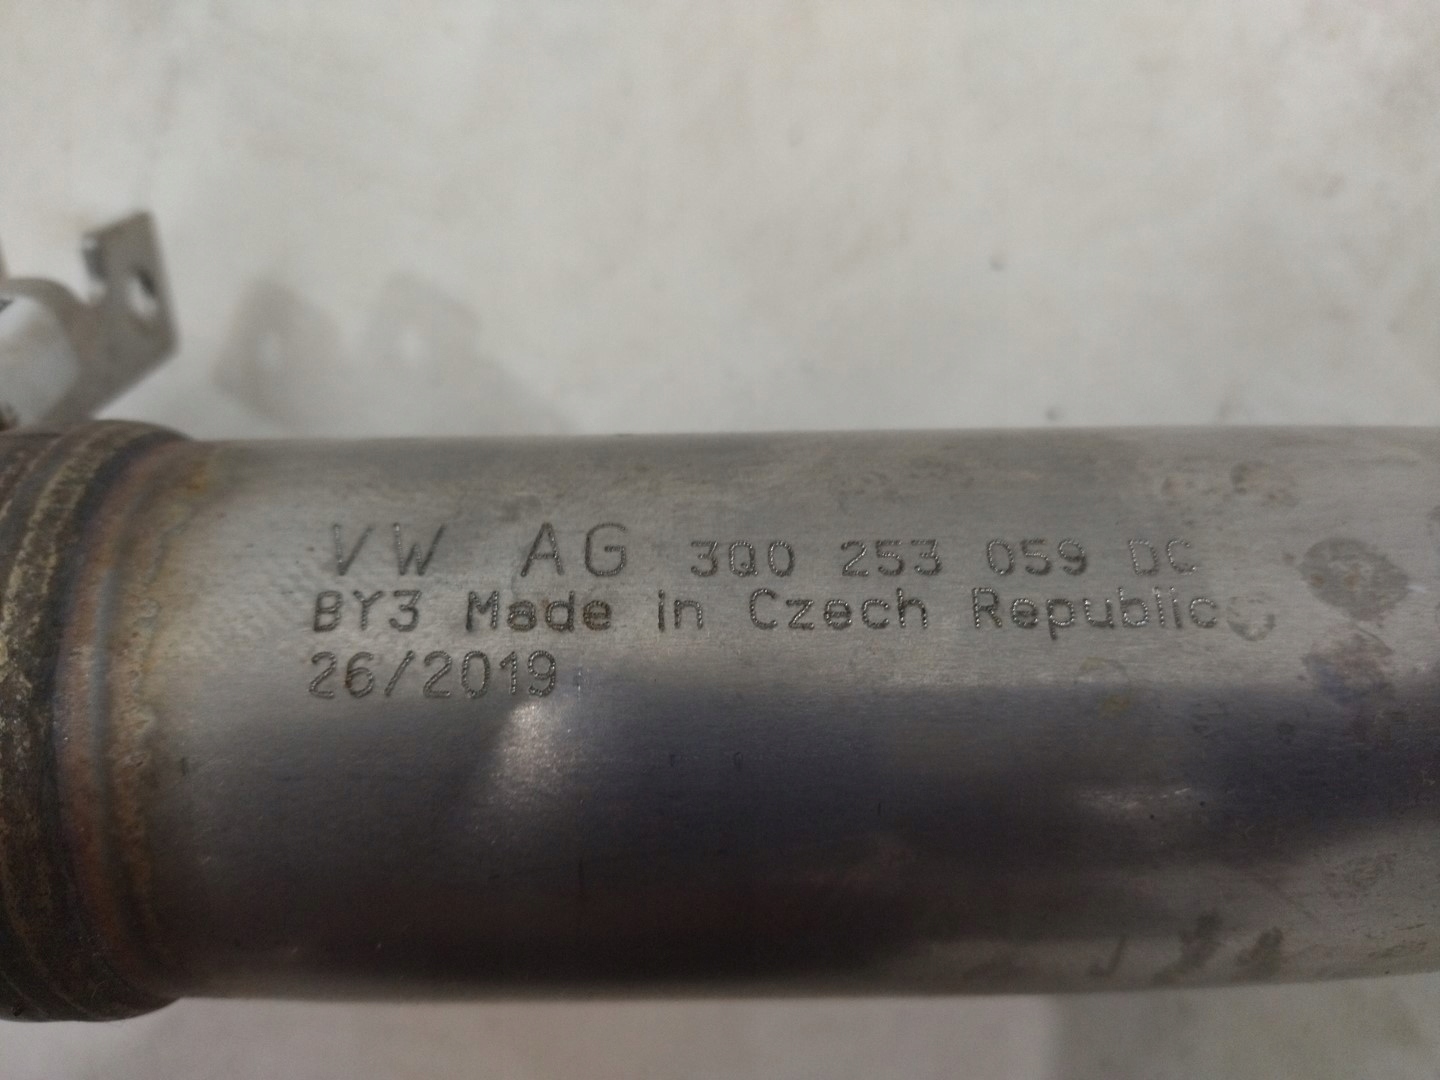 VW AG 3Q0 253 059 DC
BY3 Made in Czech Republic
26/2019